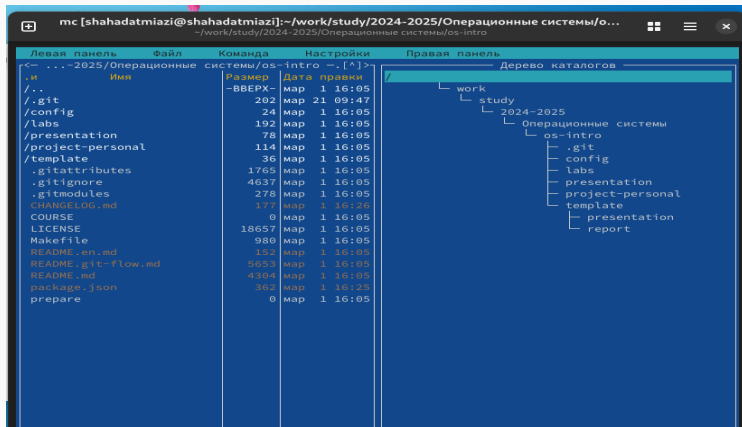 mc [shahadatmiazi@shahadatmiazi]:~/work/study/2024-2025/Операционные системы/o...
~/work/study/2024-2025/Операционные системы/os-intro
Левая панель Файл Команда Настройки Правая панель
<— ...-2025/Операционные системы/os-intro —.[^]>
.и Имя Размер Дата правки
/.. -ВВЕРХ- мар 1 16:05
/.git 202 мар 21 09:47
/config 24 мар 1 16:05
/labs 192 мар 1 16:05
/presentation 78 мар 1 16:05
/project-personal 114 мар 1 16:05
/template 36 мар 1 16:05
.gitattributes 1765 мар 1 16:05
.gitignore 4637 мар 1 16:05
.gitmodules 278 мар 1 16:05
CHANGELOG.md 177 мар 1 16:26
COURSE 0 мар 1 16:05
LICENSE 18657 мар 1 16:05
Makefile 980 мар 1 16:05
README.en.md 152 мар 1 16:05
README.git-flow.md 5653 мар 1 16:05
README.md 4304 мар 1 16:05
package.json 362 мар 1 16:25
prepare 0 мар 1 16:05
Дерево каталогов
/
work
study
2024-2025
Операционные системы
os-intro
.git
config
labs
presentation
project-personal
template
presentation
report